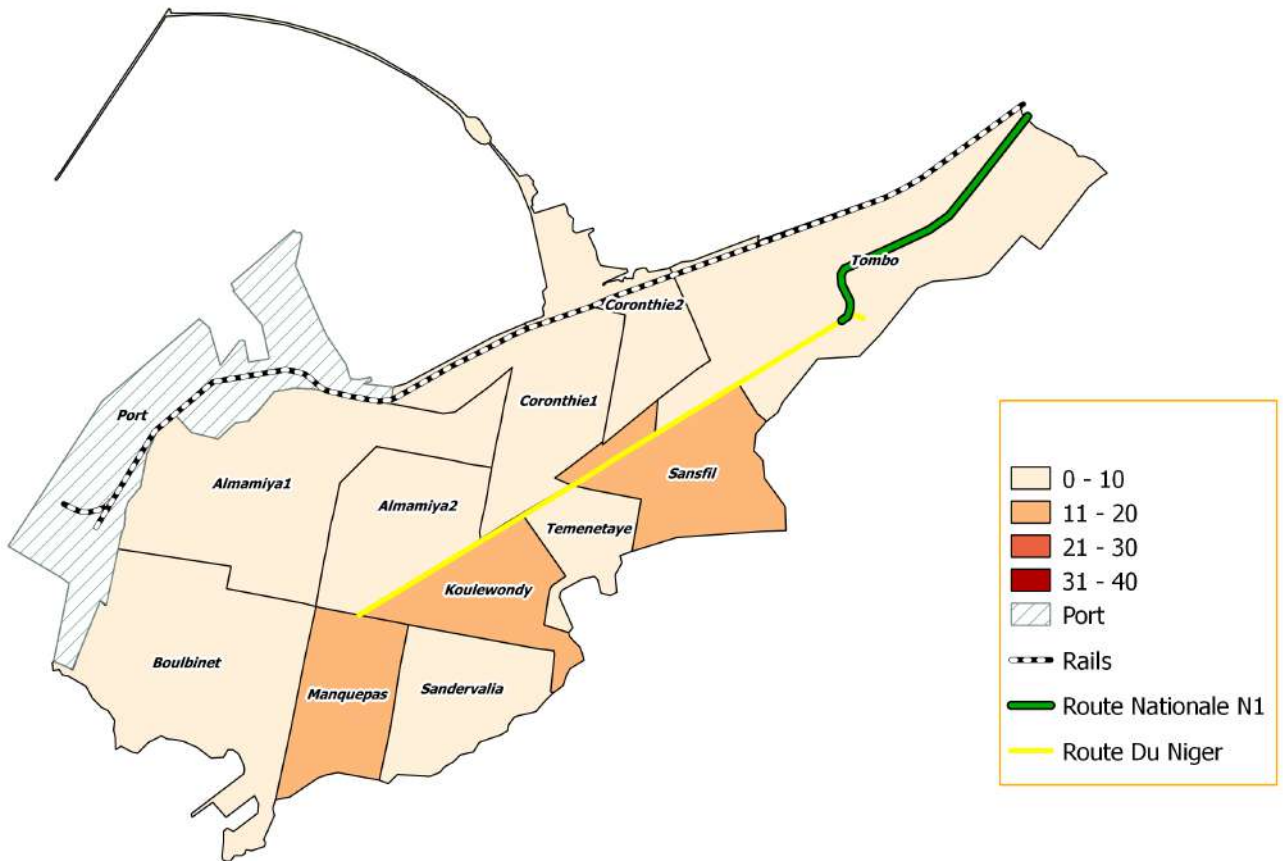 Tombo
Coronthie2
Port
Coronthie1
Sansfil
Almamiya1
Almamiya2
Temenetaye
Koulewondy
Boulbinet
Manquepas
Sandervalia
0 - 10
11 - 20
21 - 30
31 - 40
Port
Rails
Route Nationale N1
Route Du Niger